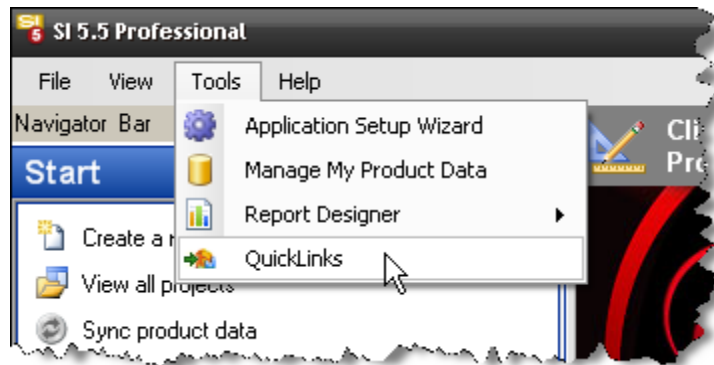 SI 5.5 Professional
File View Tools Help
Navigator Bar
Application Setup Wizard
Manage My Product Data
Report Designer
QuickLinks
Start
Create a
View all projects
Sync product data